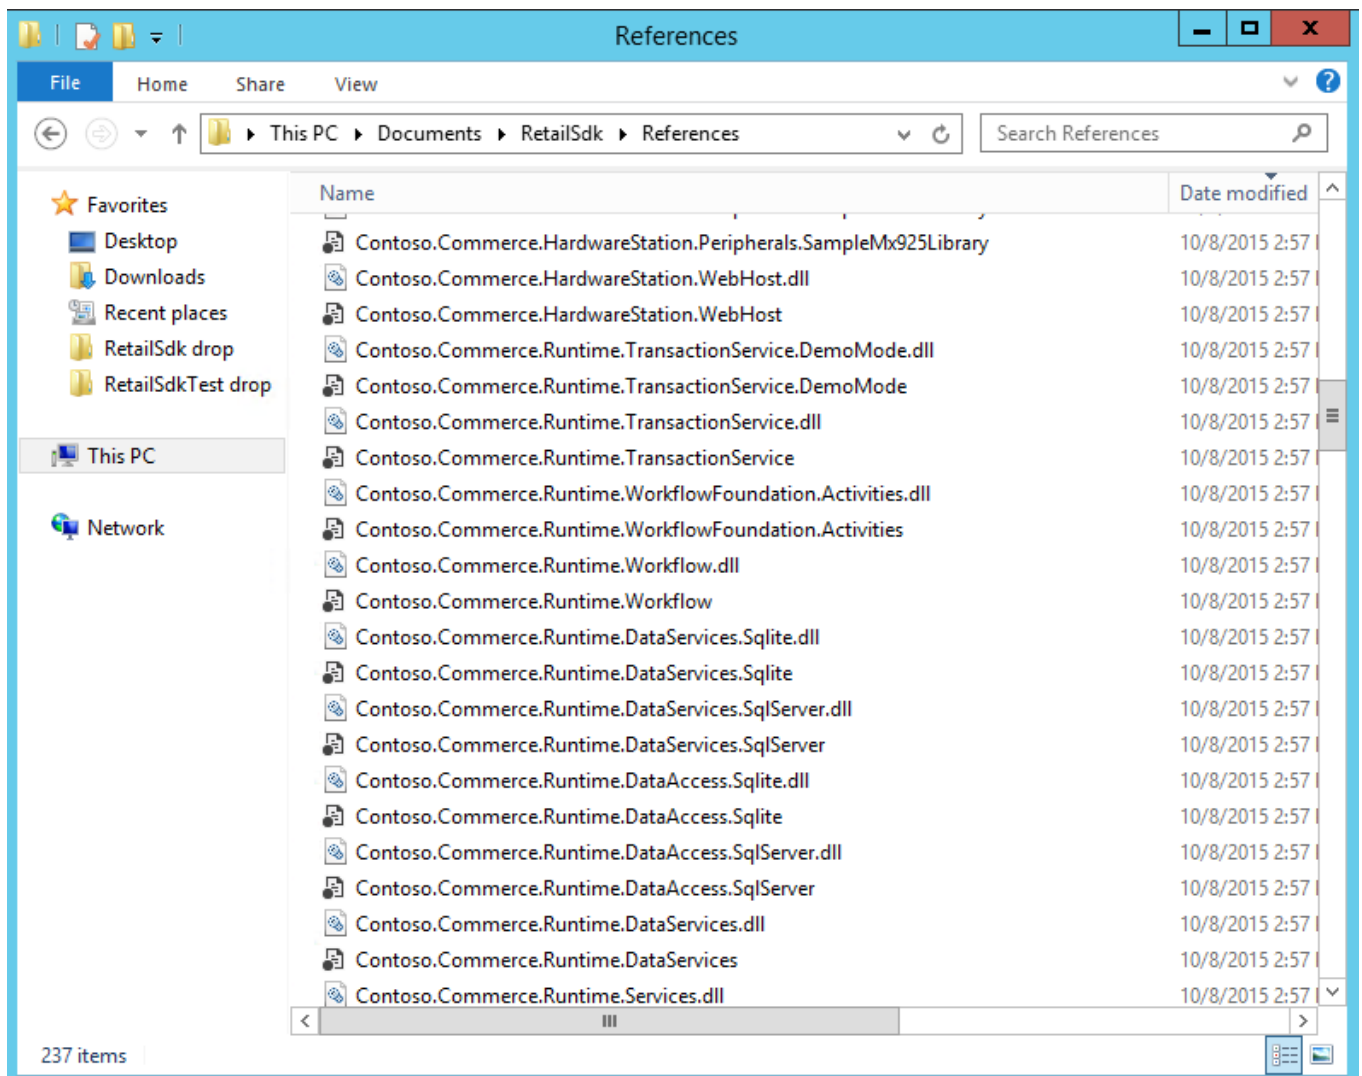 References
File Home Share View
This PC Documents RetailSdk References Search References
Name Date modified
Favorites
Desktop
Downloads
Recent places
RetailSdk drop
RetailSdkTest drop
This PC
Network
Contoso.Commerce.HardwareStation.Peripherals.SampleMx925Library 10/8/2015 2:57
Contoso.Commerce.HardwareStation.WebHost.dll 10/8/2015 2:57
Contoso.Commerce.HardwareStation.WebHost 10/8/2015 2:57
Contoso.Commerce.Runtime.TransactionService.DemoMode.dll 10/8/2015 2:57
Contoso.Commerce.Runtime.TransactionService.DemoMode 10/8/2015 2:57
Contoso.Commerce.Runtime.TransactionService.dll 10/8/2015 2:57
Contoso.Commerce.Runtime.TransactionService 10/8/2015 2:57
Contoso.Commerce.Runtime.WorkflowFoundation.Activities.dll 10/8/2015 2:57
Contoso.Commerce.Runtime.WorkflowFoundation.Activities 10/8/2015 2:57
Contoso.Commerce.Runtime.Workflow.dll 10/8/2015 2:57
Contoso.Commerce.Runtime.Workflow 10/8/2015 2:57
Contoso.Commerce.Runtime.DataServices.Sqlite.dll 10/8/2015 2:57
Contoso.Commerce.Runtime.DataServices.Sqlite 10/8/2015 2:57
Contoso.Commerce.Runtime.DataServices.SqlServer.dll 10/8/2015 2:57
Contoso.Commerce.Runtime.DataServices.SqlServer 10/8/2015 2:57
Contoso.Commerce.Runtime.DataAccess.Sqlite.dll 10/8/2015 2:57
Contoso.Commerce.Runtime.DataAccess.Sqlite 10/8/2015 2:57
Contoso.Commerce.Runtime.DataAccess.SqlServer.dll 10/8/2015 2:57
Contoso.Commerce.Runtime.DataAccess.SqlServer 10/8/2015 2:57
Contoso.Commerce.Runtime.DataServices.dll 10/8/2015 2:57
Contoso.Commerce.Runtime.DataServices 10/8/2015 2:57
Contoso.Commerce.Runtime.Services.dll 10/8/2015 2:57
237 items